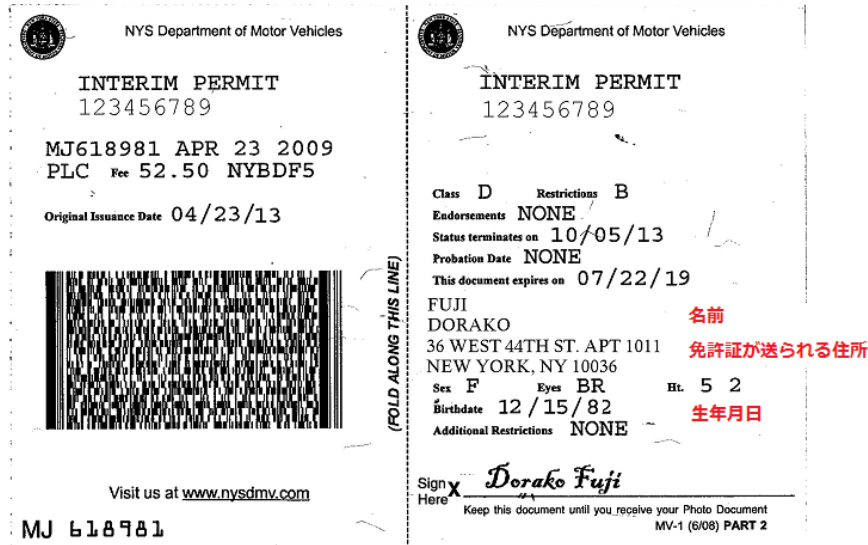 NYS Department of Motor Vehicles
INTERIM PERMIT
123456789
MJ618981 APR 23 2009
PLC Fee 52.50 NYBDF5
Original Issuance Date 04/23/13
Visit us at www.nysdmv.com
MJ 618981
(FOLD ALONG THIS LINE)
NYS Department of Motor Vehicles
INTERIM PERMIT
123456789
Class D Restrictions B
Endorsements NONE
Status terminates on 10/05/13
Probation Date NONE
This document expires on 07/22/19
FUJI 名前
DORAKO
36 WEST 44TH ST. APT 1011 免許証が送られる住所
NEW YORK, NY 10036
Sex F Eyes BR Ht. 5 2
Birthdate 12/15/82 生年月日
Additional Restrictions NONE
Sign X Dorako Fuji
Here
Keep this document until you receive your Photo Document
MV-1 (6/08) PART 2